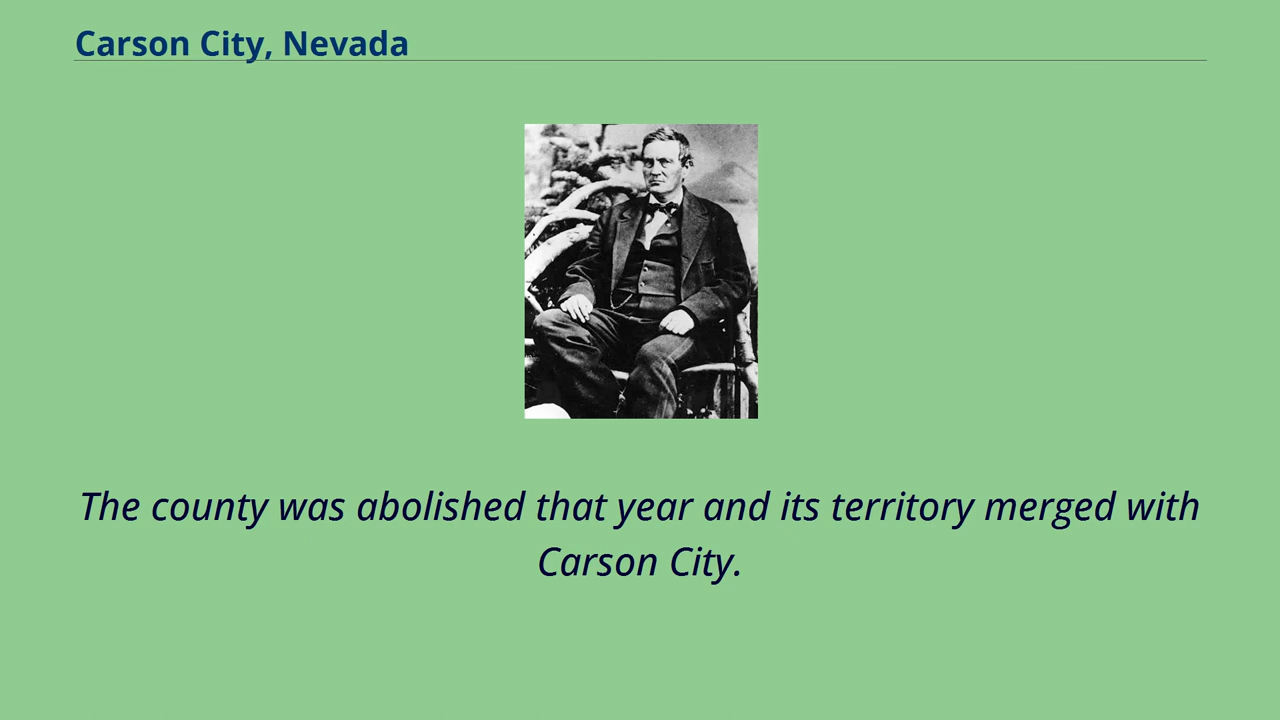 Carson City, Nevada
The county was abolished that year and its territory merged with
Carson City.